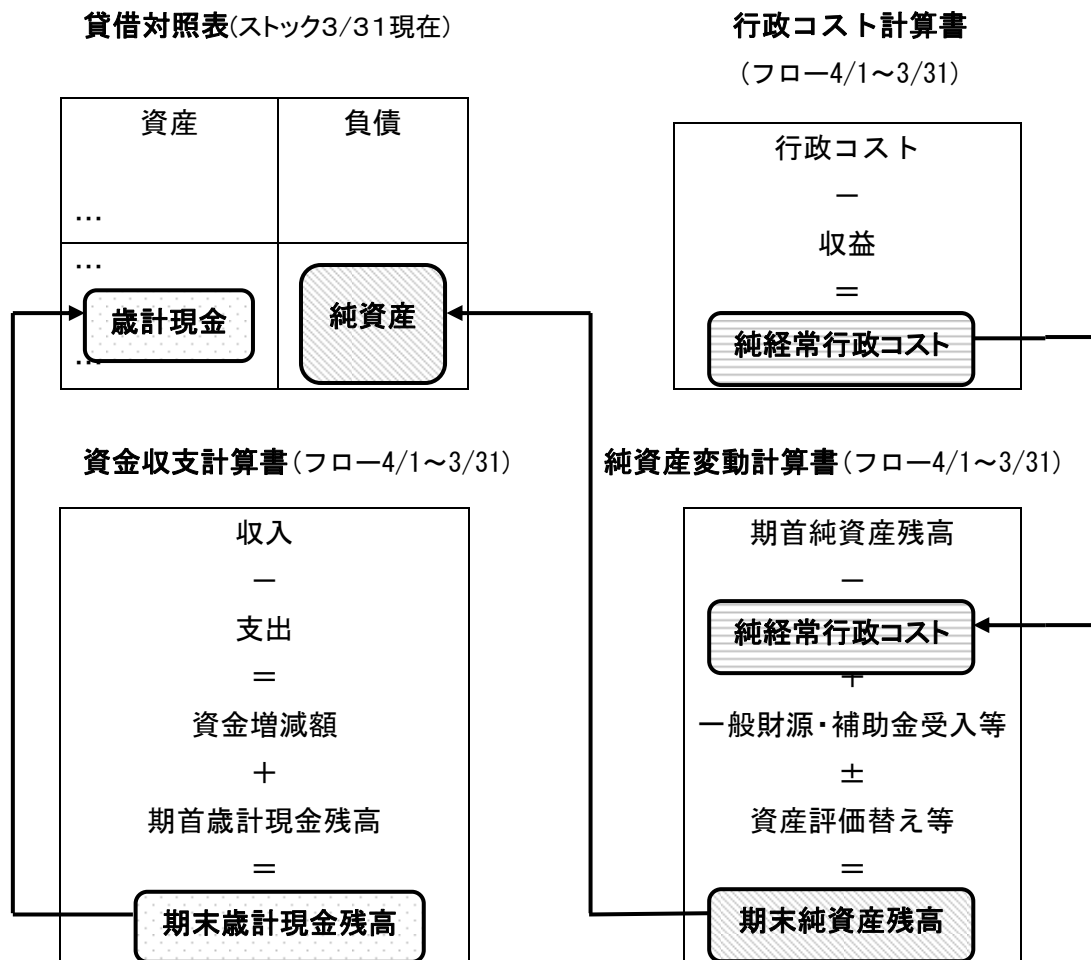 貸借対照表(ストック3/31現在)
資産
負債
…
…
歳計現金
…
純資産
行政コスト計算書
(フロー4/1~3/31)
行政コスト
－
収益
＝
純経常行政コスト
資金収支計算書(フロー4/1~3/31)
収入
－
支出
＝
資金増減額
＋
期首歳計現金残高
＝
期末歳計現金残高
純資産変動計算書(フロー4/1~3/31)
期首純資産残高
－
純経常行政コスト
＋
一般財源・補助金受入等
±
資産評価替え等
＝
期末純資産残高